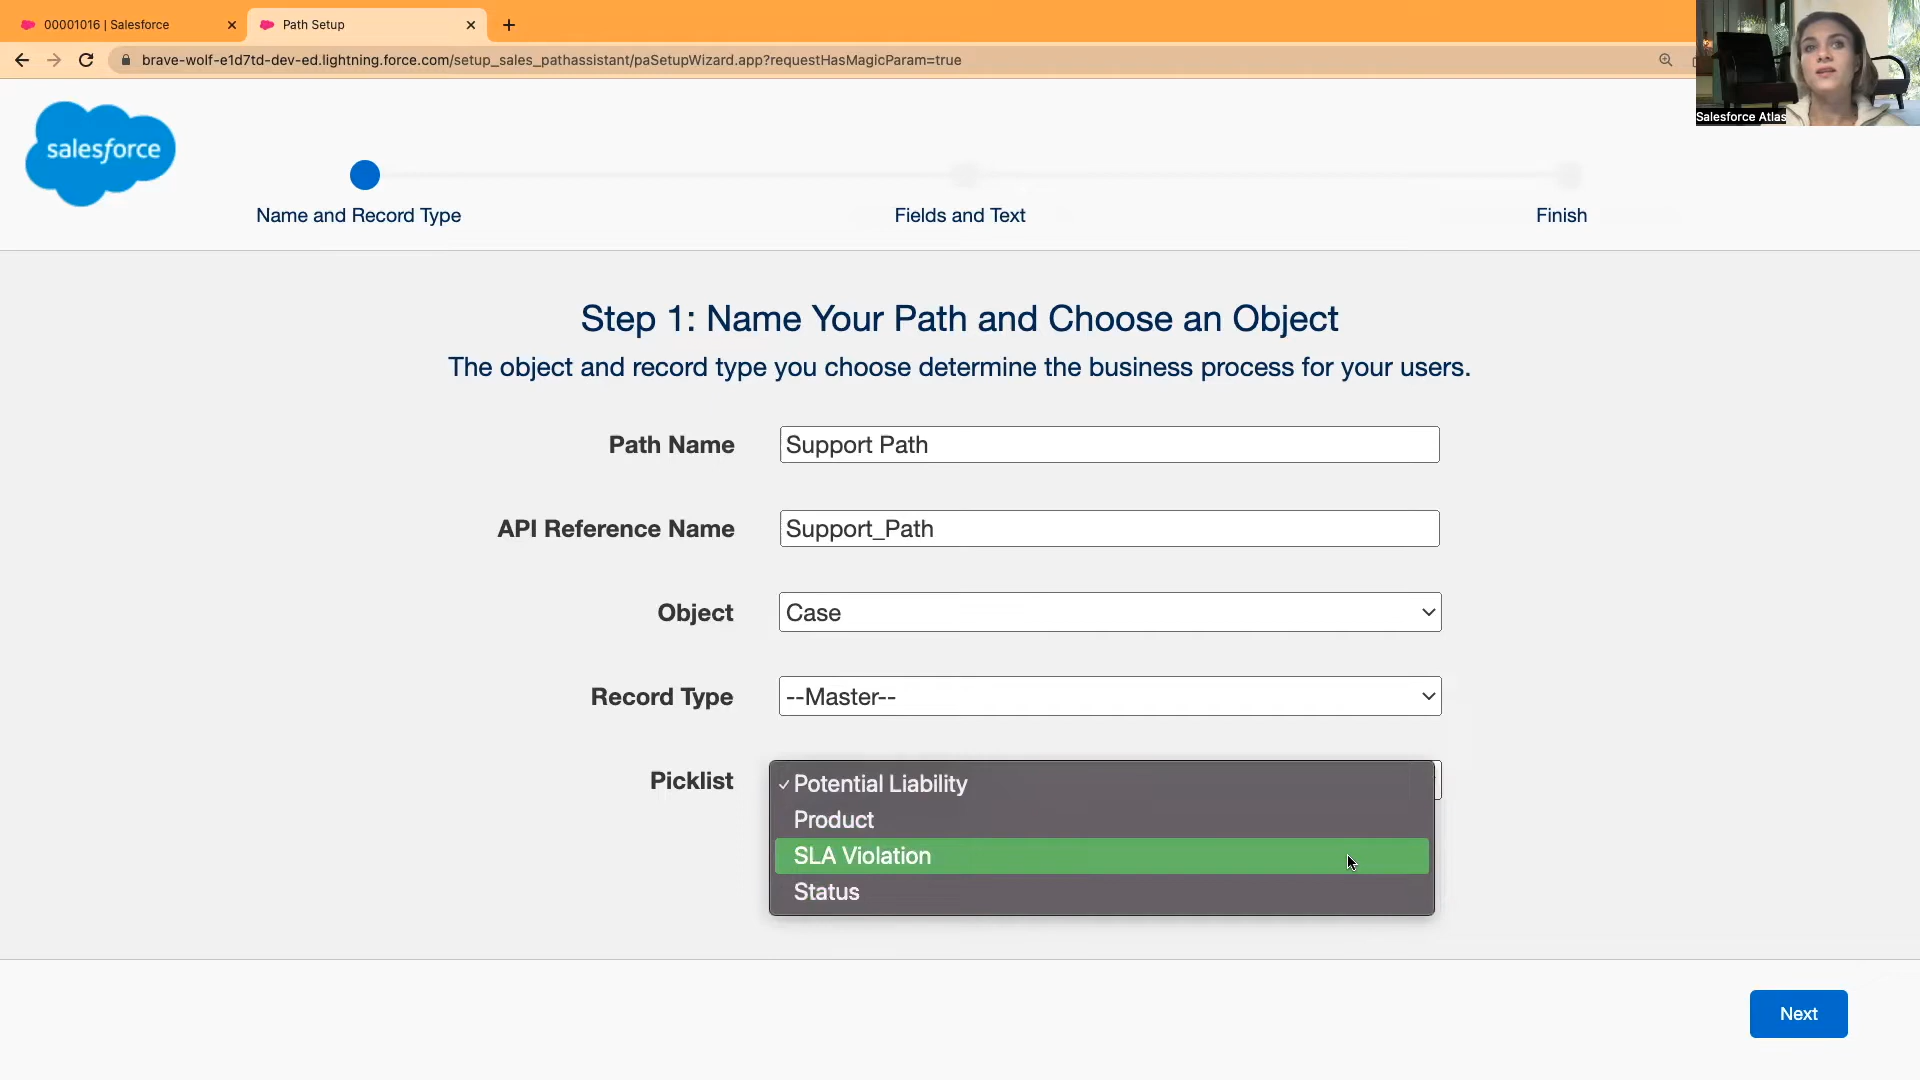 00001016 | Salesforce
Path Setup
brave-wolf-e1d7td-dev-ed.lightning.force.com/setup_sales_pathassistant/paSetupWizard.app?requestHasMagicParam=true
Salesforce Atlas
salesforce
Name and Record Type
Fields and Text
Finish
Step 1: Name Your Path and Choose an Object
The object and record type you choose determine the business process for your users.
Path Name
Support Path
API Reference Name
Support_Path
Object
Case
Record Type
--Master--
Picklist
Potential Liability
Product
SLA Violation
Status
Next